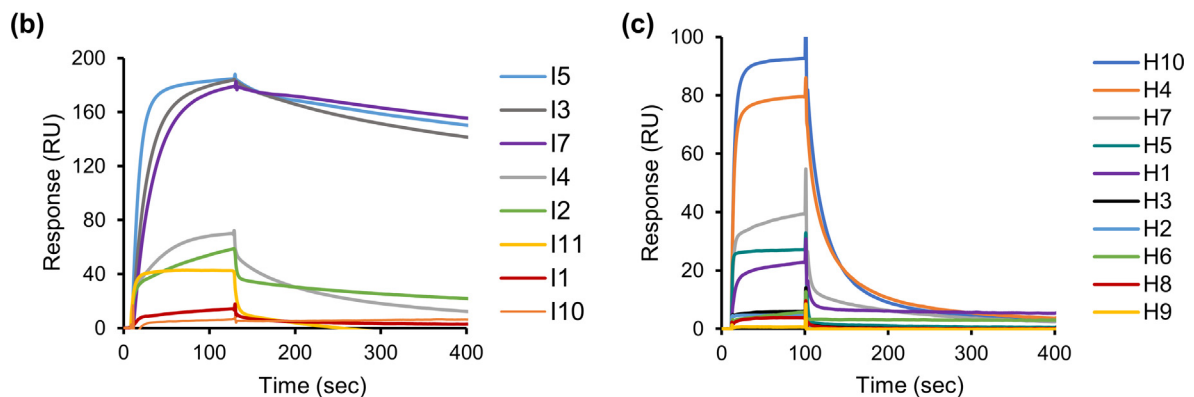 (b)
200
160
120
80
40
0
Response (RU)
0 100 200 300 400
Time (sec)
I5
I3
I7
I4
I2
I11
I1
I10
(c)
100
80
60
40
20
0
Response (RU)
0 100 200 300 400
Time (sec)
H10
H4
H7
H5
H1
H3
H2
H6
H8
H9